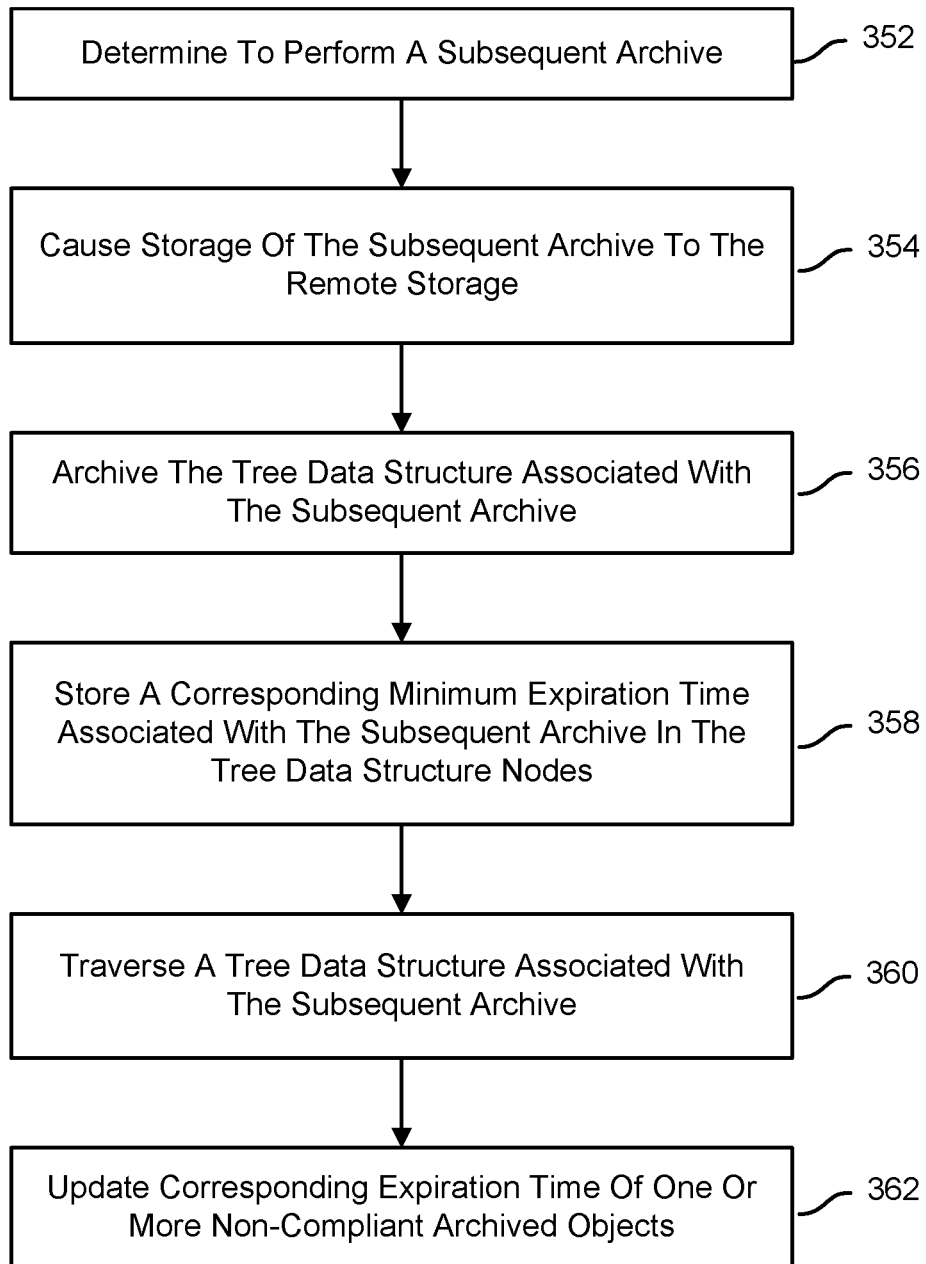 Determine To Perform A Subsequent Archive
352
Cause Storage Of The Subsequent Archive To The
Remote Storage
354
Archive The Tree Data Structure Associated With
The Subsequent Archive
356
Store A Corresponding Minimum Expiration Time
Associated With The Subsequent Archive In The
Tree Data Structure Nodes
358
Traverse A Tree Data Structure Associated With
The Subsequent Archive
360
Update Corresponding Expiration Time Of One Or
More Non-Compliant Archived Objects
362